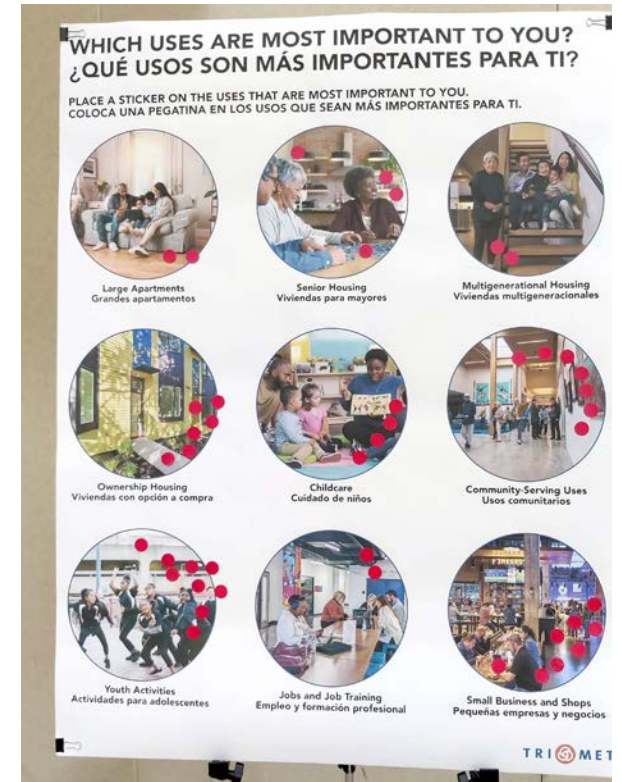 WHICH USES ARE MOST IMPORTANT TO YOU?
¿QUÉ USOS SON MÁS IMPORTANTES PARA TI?
PLACE A STICKER ON THE USES THAT ARE MOST IMPORTANT TO YOU.
COLOCA UNA PEGATINA EN LOS USOS QUE SEAN MÁS IMPORTANTES PARA TI.
Large Apartments
Grandes apartamentos
Senior Housing
Viviendas para mayores
Multigenerational Housing
Viviendas multigeneracionales
Ownership Housing
Viviendas con opción a compra
Childcare
Cuidado de niños
Community-Serving Uses
Usos comunitarios
Youth Activities
Actividades para adolescentes
Jobs and Job Training
Empleo y formación profesional
Small Business and Shops
Pequeñas empresas y negocios
TRI MET